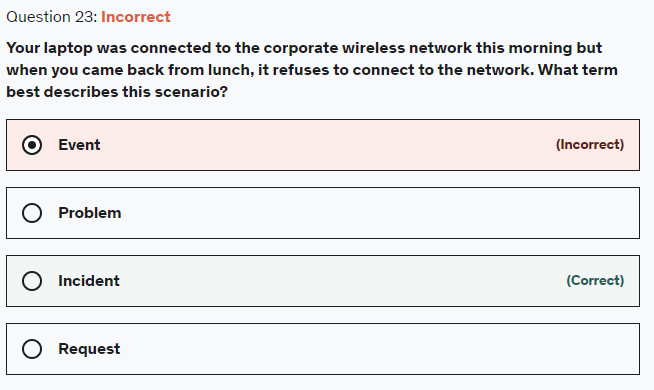 Question 23: Incorrect
Your laptop was connected to the corporate wireless network this morning but
when you came back from lunch, it refuses to connect to the network. What term
best describes this scenario?
Event (Incorrect)
Problem
Incident (Correct)
Request